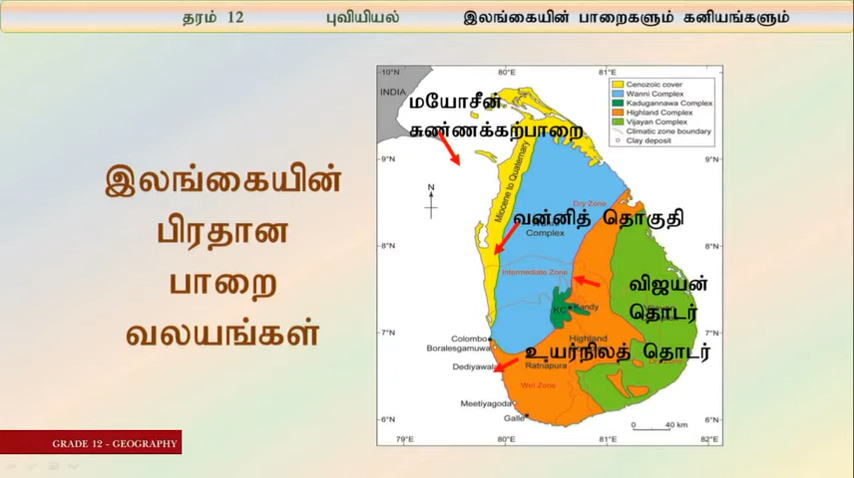 தரம் 12 புவியியல் இலங்கையின் பாறைகளும் கனியங்களும்
இலங்கையின்
பிரதான
பாறை
வலயங்கள்
10°N 80°E 81°E
INDIA
Cenozoic cover
Wanni Complex
Kadugannawa Complex
Highland Complex
Vijayan Complex
Climatic zone boundary
Clay deposit
மயோசீன்
சுண்ணக்கற்பாறை
9°N 9°N
Miocene to Quaternary
N
Dry Zone
வன்னித் தொகுதி
Complex
8°N 8°N
Intermediate Zone
விஜயன்
தொடர்
KC Kandy
7°N 7°N
Colombo
Boralesgamuwa
Highland
உயர்நிலத் தொடர்
Dediyawala
Ratnapura
Wet Zone
Meetiyagoda
Galle
6°N 6°N
0 40 km
79°E 80°E 81°E 82°E
GRADE 12 - GEOGRAPHY